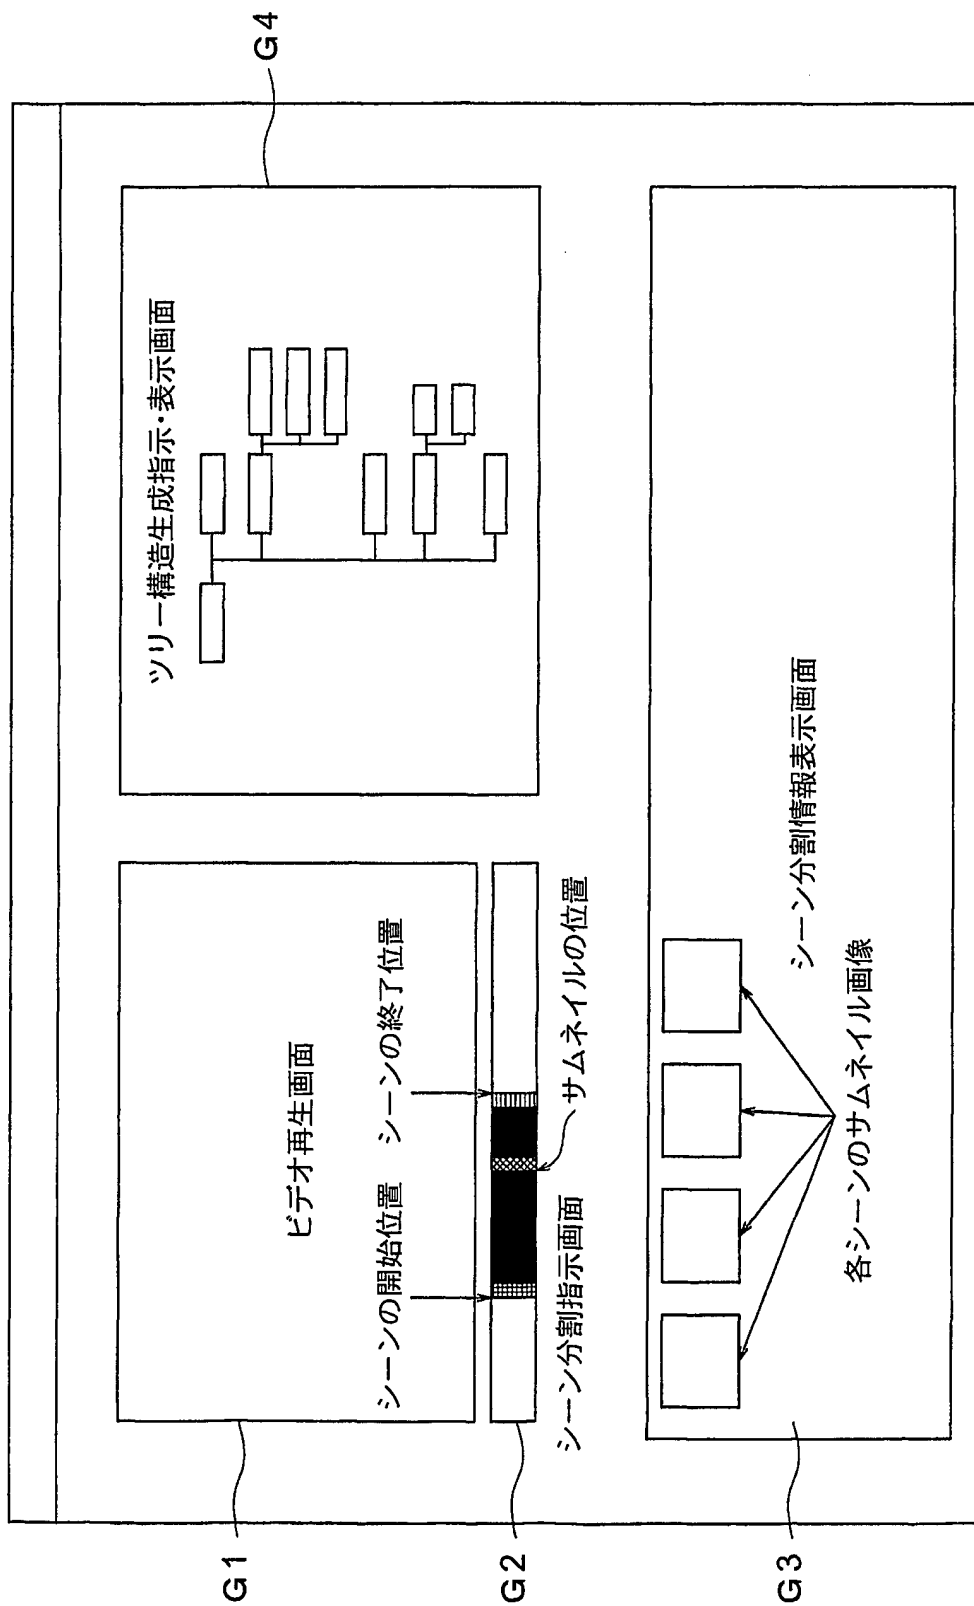 G4
ツリー構造生成指示・表示画面
ビデオ再生画面
シーンの開始位置
シーンの終了位置
サムネイルの位置
シーン分割指示画面
シーン分割情報表示画面
各シーンのサムネイル画像
G1
G2
G3